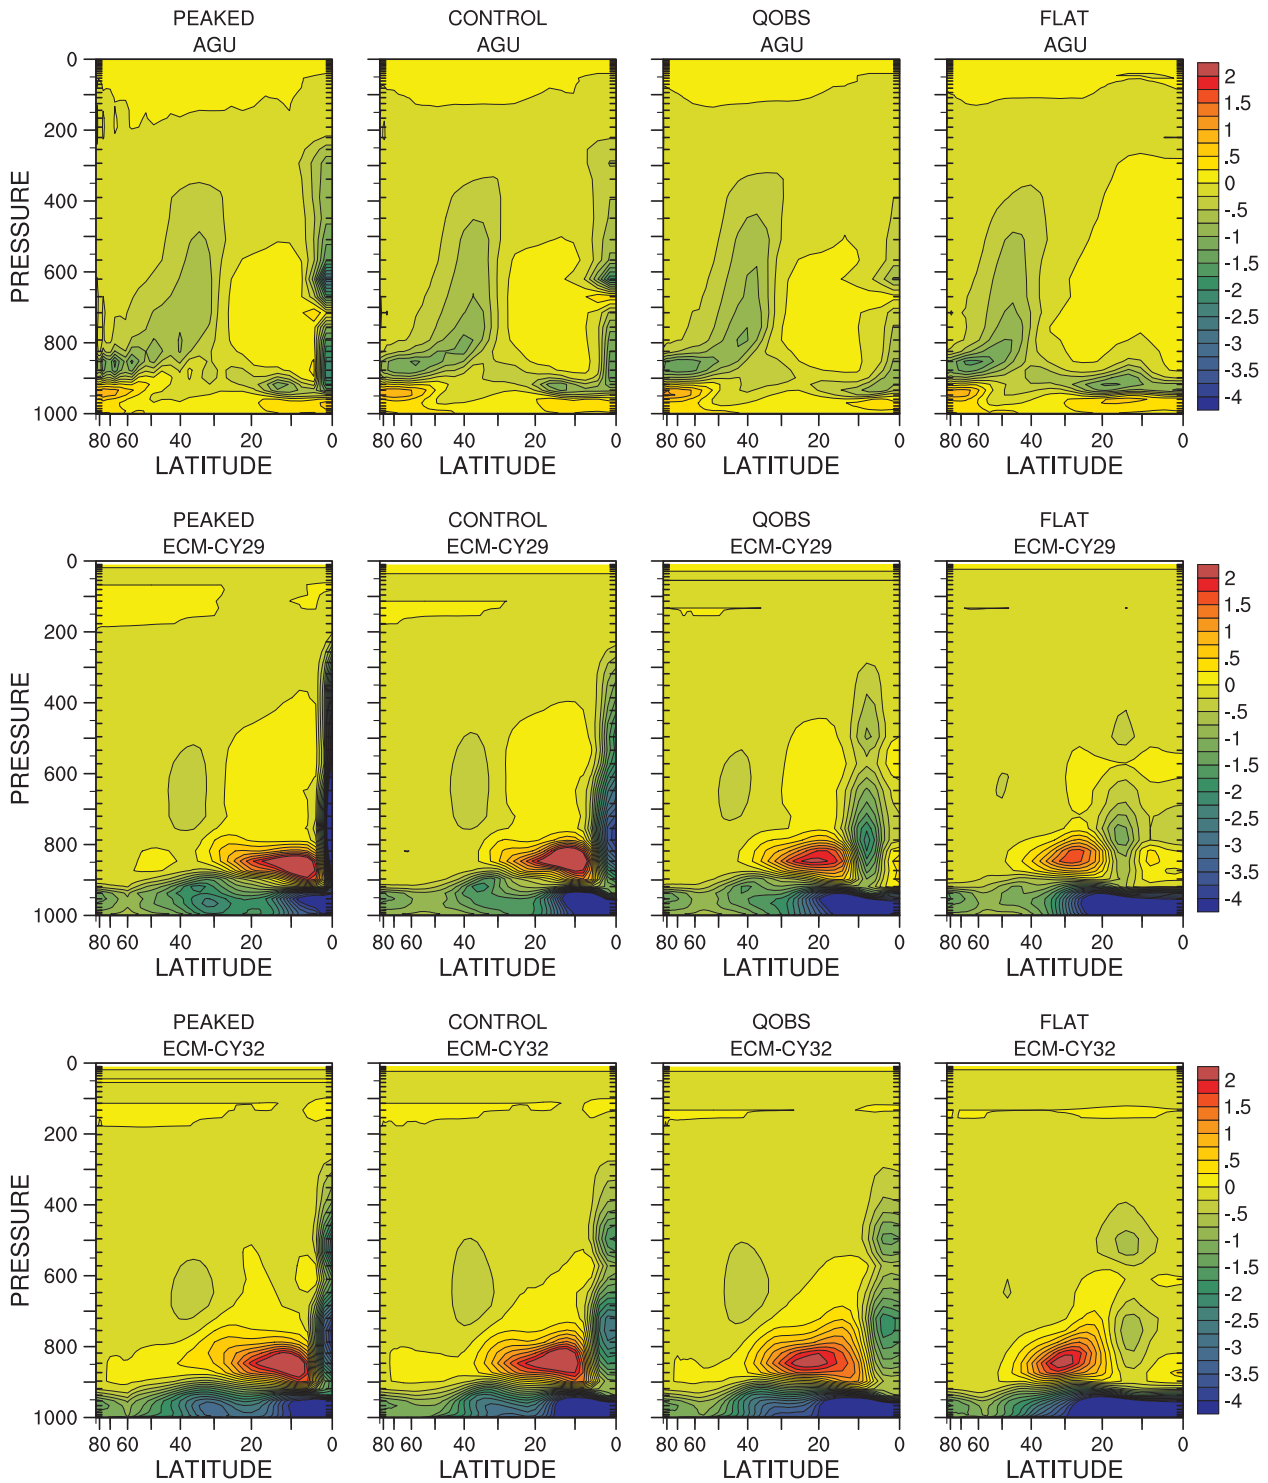 PEAKED CONTROL QOBS FLAT
AGU AGU AGU AGU
PRESSURE
0
200
400
600
800
1000
80 60 40 20 0
80 60 40 20 0
80 60 40 20 0
80 60 40 20 0
LATITUDE LATITUDE LATITUDE LATITUDE
2
1.5
1
.5
0
-.5
-1
-1.5
-2
-2.5
-3
-3.5
-4
PEAKED CONTROL QOBS FLAT
ECM-CY29 ECM-CY29 ECM-CY29 ECM-CY29
PRESSURE
0
200
400
600
800
1000
80 60 40 20 0
80 60 40 20 0
80 60 40 20 0
80 60 40 20 0
LATITUDE LATITUDE LATITUDE LATITUDE
2
1.5
1
.5
0
-.5
-1
-1.5
-2
-2.5
-3
-3.5
-4
PEAKED CONTROL QOBS FLAT
ECM-CY32 ECM-CY32 ECM-CY32 ECM-CY32
PRESSURE
0
200
400
600
800
1000
80 60 40 20 0
80 60 40 20 0
80 60 40 20 0
80 60 40 20 0
LATITUDE LATITUDE LATITUDE LATITUDE
2
1.5
1
.5
0
-.5
-1
-1.5
-2
-2.5
-3
-3.5
-4